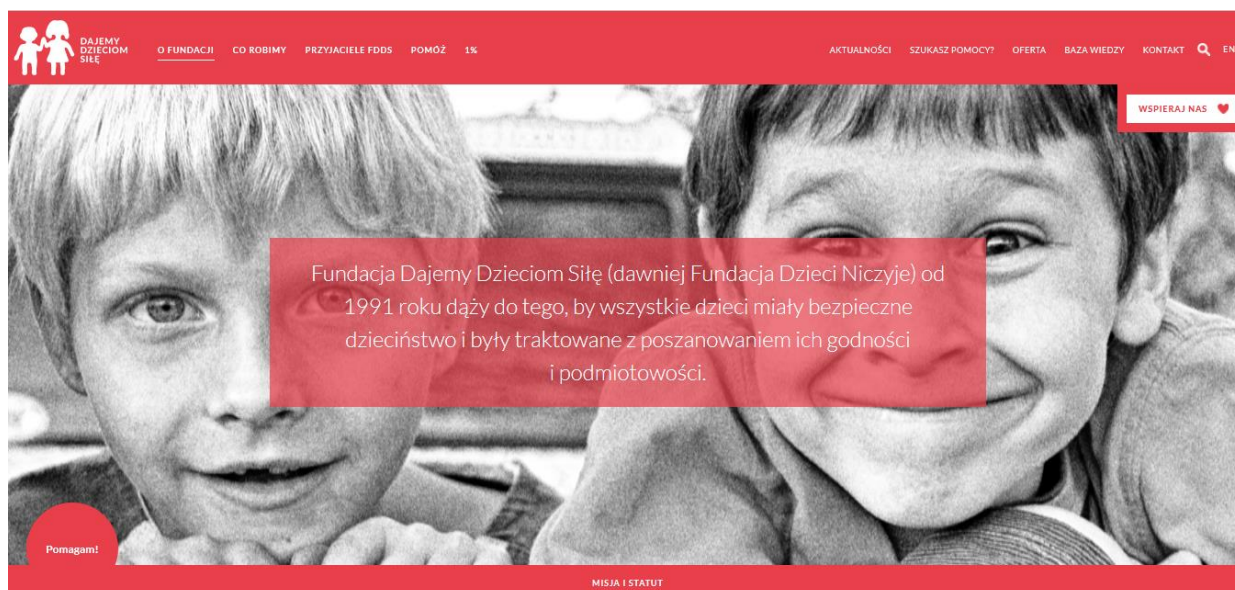 DAJEMY
DZIECIOM
SIŁĘ
O FUNDACJI CO ROBIMY PRZYJACIELE FDDS POMÓŻ 1% AKTUALNOŚCI SZUKASZ POMOCY? OFERTA BAZA WIEDZY KONTAKT EN
WSPIERAJ NAS
Fundacja Dajemy Dzieciom Siłę (dawniej Fundacja Dzieci Niczyje) od
1991 roku dąży do tego, by wszystkie dzieci miały bezpieczne
dzieciństwo i były traktowane z poszanowaniem ich godności
i podmiotowości.
Pomagam!
MISJA I STATUT